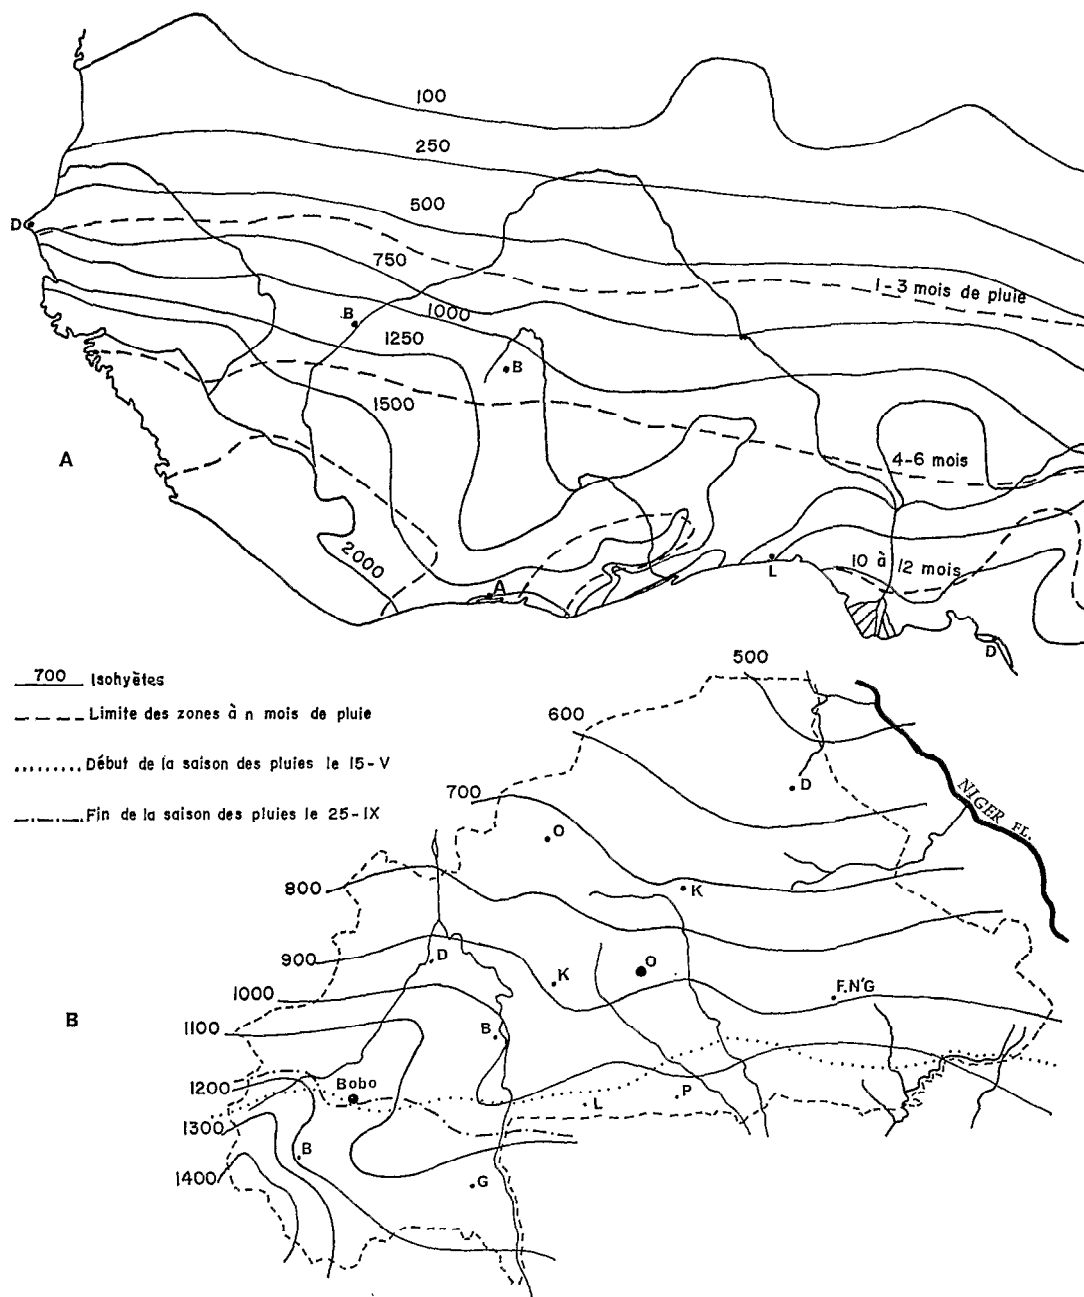 100
250
500
D
750
1-3 mois de pluie
B
1000
1250
B
1500
A
4-6 mois
2000
10 à 12 mois
A
L
D
700 Isohyètes
Limite des zones à n mois de pluie
Début de la saison des pluies le 15-V
Fin de la saison des pluies le 25-IX
500
600
700
D
NIGER FL.
O
800
K
900
D
K
O
1000
F.N'G
B
1100
B
1200
Bobo
L
P
1300
B
1400
G